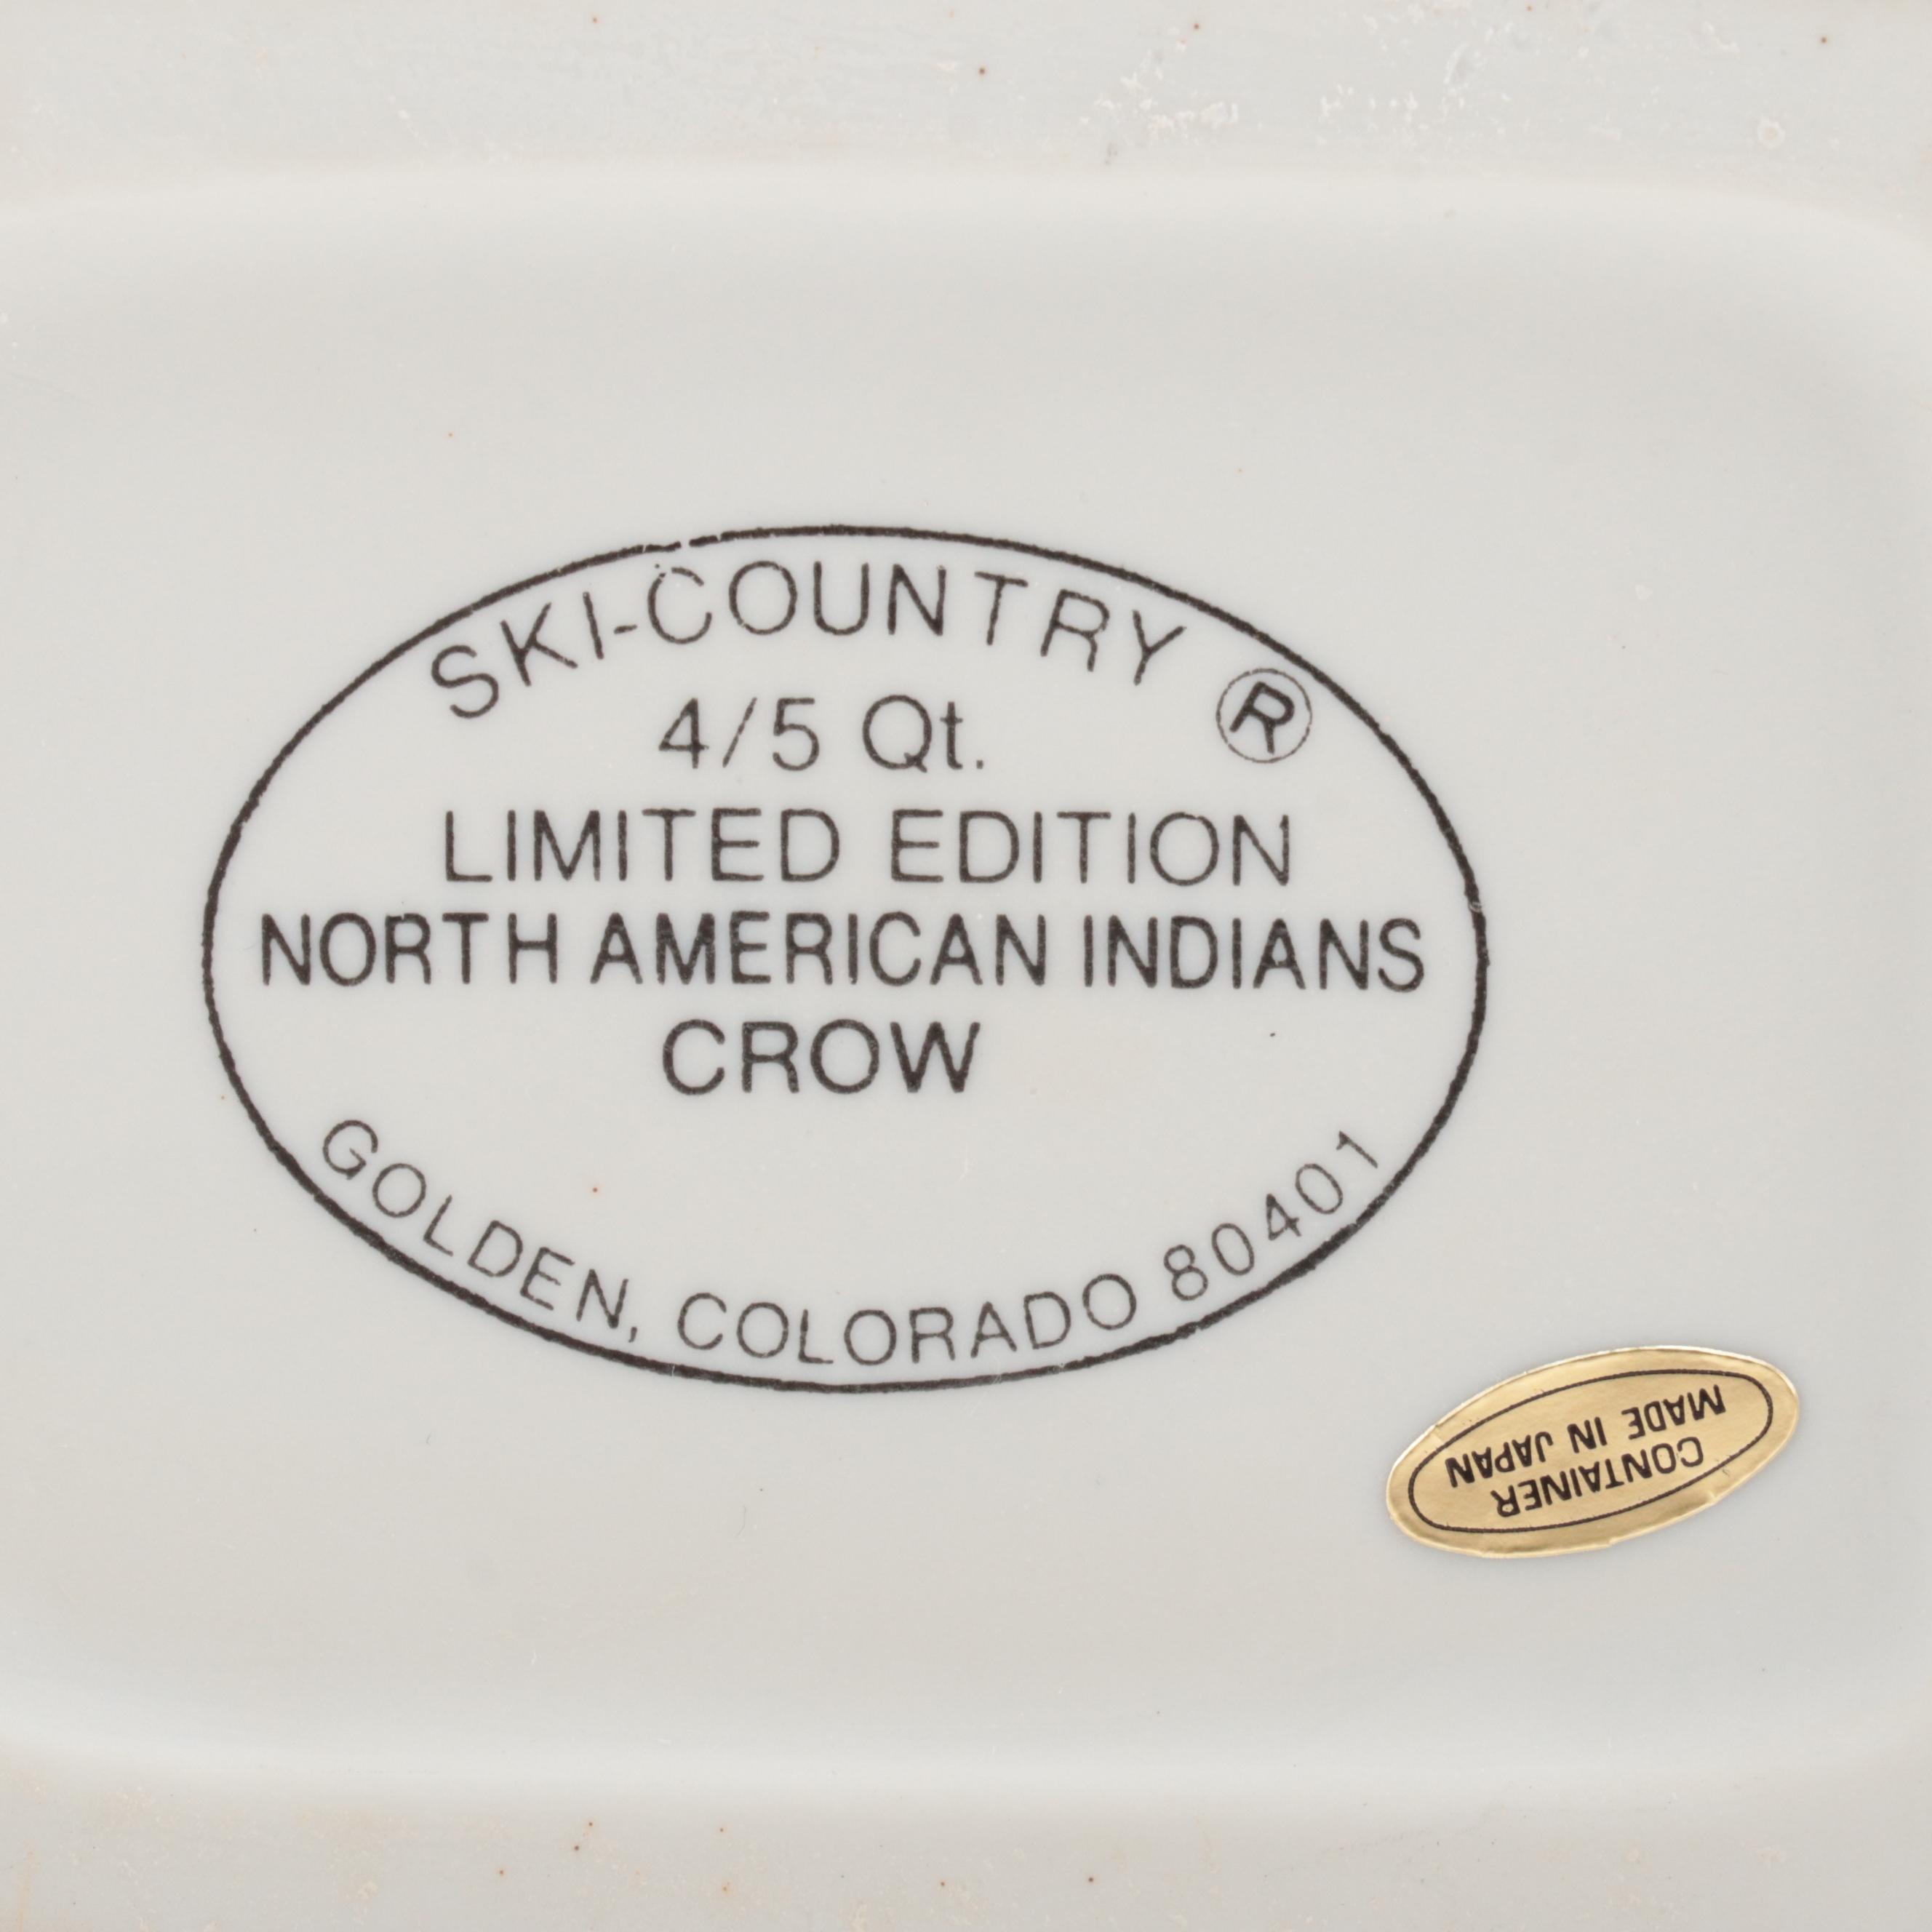 SKI-COUNTRY ®
4/5 Qt.
LIMITED EDITION
NORTH AMERICAN INDIANS
CROW
GOLDEN, COLORADO 80401
CONTAINER
MADE IN JAPAN